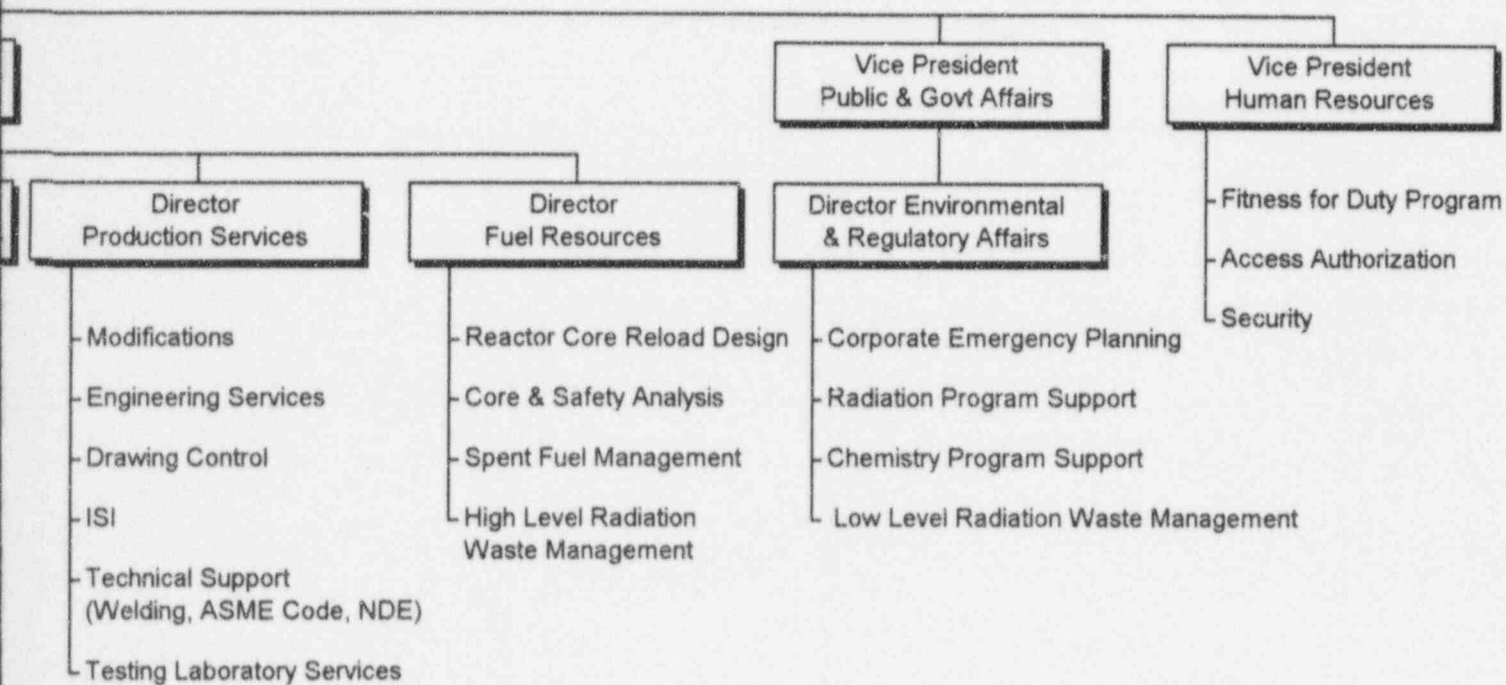 Vice President
Public & Govt Affairs
Vice President
Human Resources
Director
Production Services
Director
Fuel Resources
Director Environmental
& Regulatory Affairs
Fitness for Duty Program
Access Authorization
Security
Modifications
Engineering Services
Drawing Control
ISI
Technical Support
(Welding, ASME Code, NDE)
Testing Laboratory Services
Reactor Core Reload Design
Core & Safety Analysis
Spent Fuel Management
High Level Radiation
Waste Management
Corporate Emergency Planning
Radiation Program Support
Chemistry Program Support
Low Level Radiation Waste Management